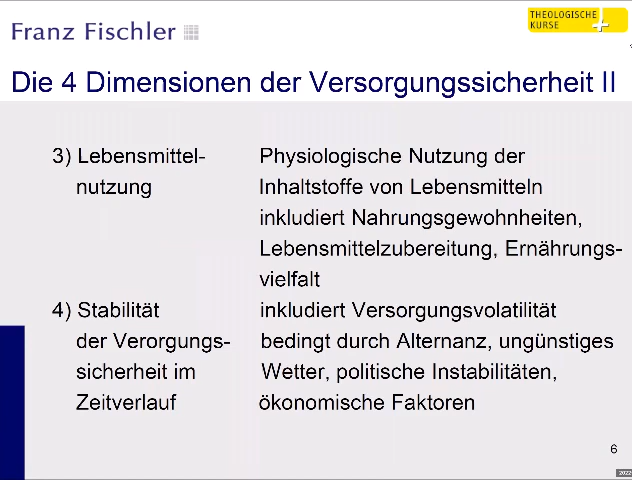 THEOLOGISCHE
KURSE
Franz Fischler
Die 4 Dimensionen der Versorgungssicherheit II
3) Lebensmittel- Physiologische Nutzung der
nutzung Inhaltstoffe von Lebensmitteln
inkludiert Nahrungsgewohnheiten,
Lebensmittelzubereitung, Ernährungs-
vielfalt
4) Stabilität inkludiert Versorgungsvolatilität
der Verorgungs- bedingt durch Alternanz, ungünstiges
sicherheit im Wetter, politische Instabilitäten,
Zeitverlauf ökonomische Faktoren
6
2022